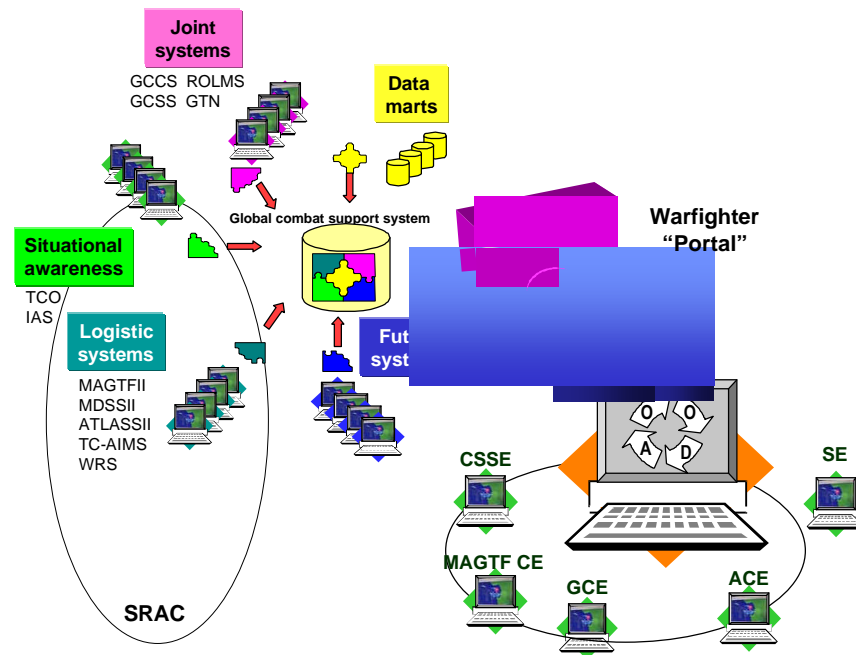 Joint
systems
GCCS ROLMS
GCSS GTN
Data
marts
Global combat support system
Warfighter
“Portal”
Situational
awareness
TCO
IAS
Logistic
systems
MAGTFII
MDSSII
ATLASSII
TC-AIMS
WRS
SRAC
O O
A D
CSSE
SE
MAGTF CE
GCE
ACE